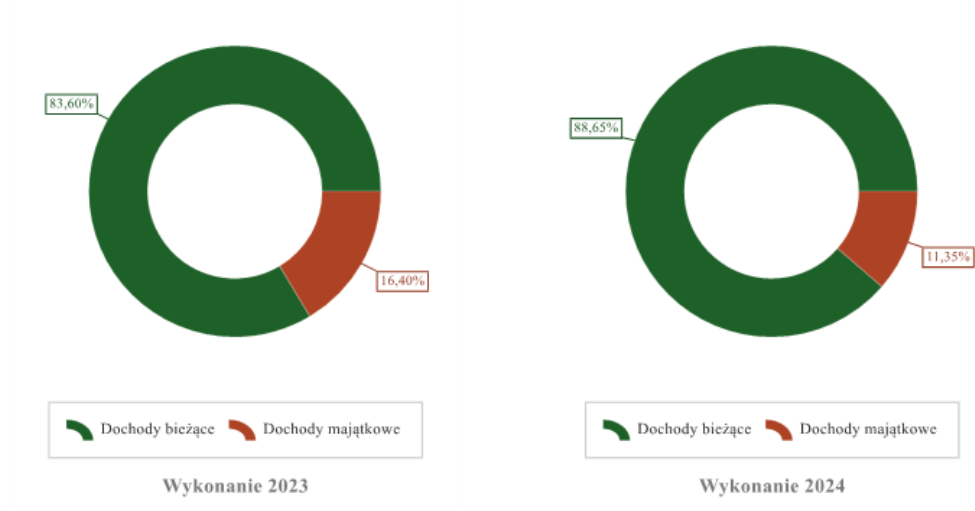 83,60%
16,40%
Dochody bieżące
Dochody majątkowe
Wykonanie 2023
88,65%
11,35%
Dochody bieżące
Dochody majątkowe
Wykonanie 2024